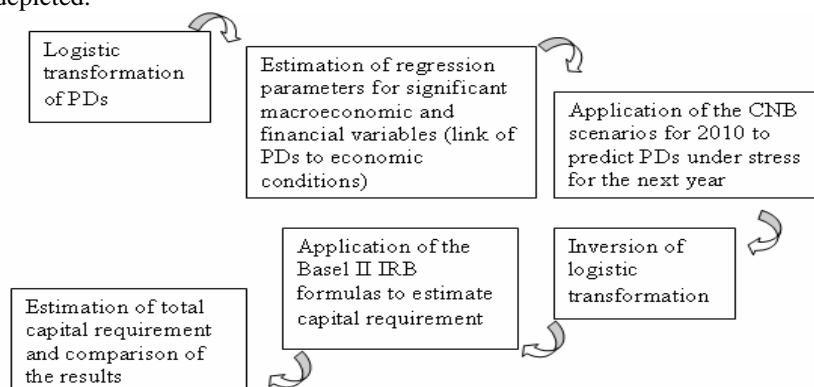 depicted.
Logistic
transformation
of PDs
Estimation of regression
parameters for significant
macroeconomic and
financial variables (link of
PDs to economic
conditions)
Application of the CNB
scenarios for 2010 to
predict PDs under stress
for the next year
Inversion of
logistic
transformation
Application of the
Basel II IRB
formulas to estimate
capital requirement
Estimation of total
capital requirement
and comparison of
the results